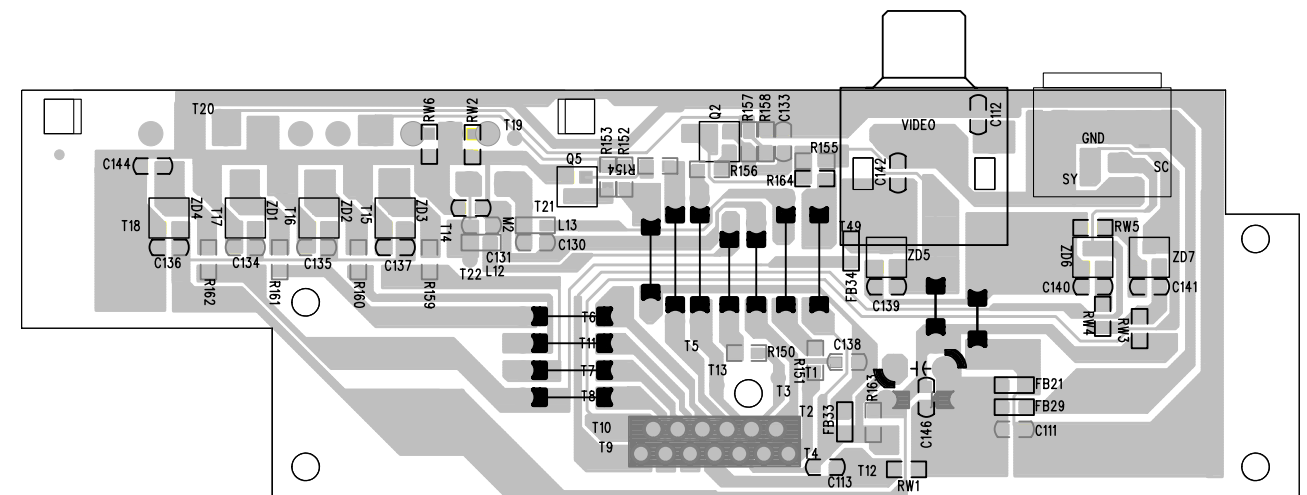 T20
RW6
RW2
T19
R153
R152
Q2
R157
R158
C133
C112
VIDEO
GND
SC
SY
C144
Q5
R154
R156
R155
R164
C142
T18
ZD4
T17
ZD1
T16
ZD2
T15
ZD3
T14
M2
T21
L13
C130
C131
L12
T22
T49
ZD5
RW5
ZD6
ZD7
C136
C134
C135
C137
R162
R161
R160
R159
FB34
C139
C140
C141
RW4
RW3
T6
T11
T7
T8
T5
T13
R150
R151
T1
C138
T3
R163
FB21
FB29
C111
T2
FB33
C146
T10
T9
T4
C113
T12
RW1